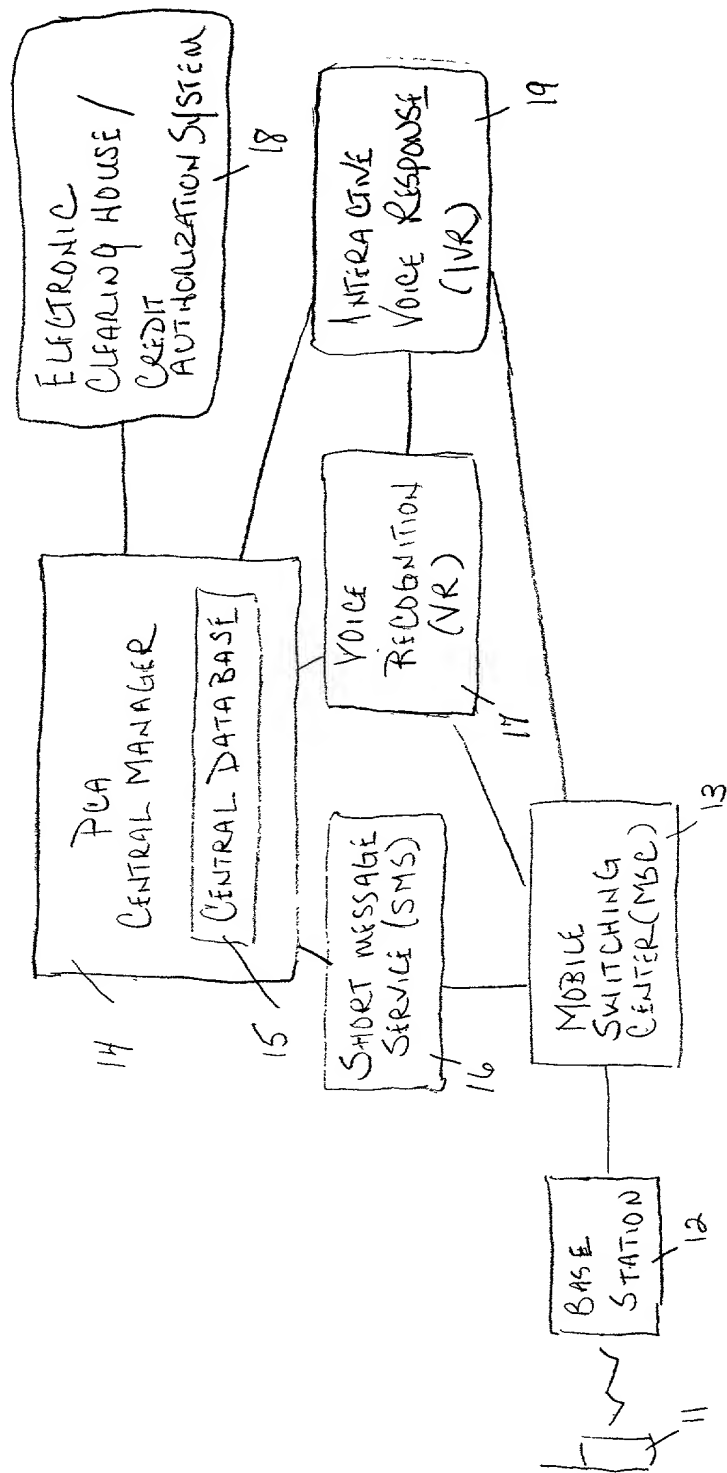 ELECTRONIC
CLEARING HOUSE /
CREDIT
AUTHORIZATION SYSTEM
18
PCA
CENTRAL MANAGER
CENTRAL DATABASE
14
15
INTERACTIVE
VOICE RESPONSE
(IVR)
19
VOICE
RECOGNITION
(VR)
17
SHORT MESSAGE
SERVICE (SMS)
16
MOBILE
SWITCHING
CENTER (MSC)
13
BASE
STATION
12
11